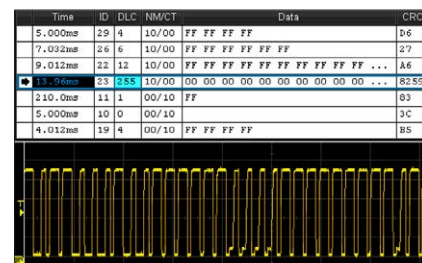 Time ID DLC NM/CT Data CRC
5.000ms 29 4 10/00 FF FF FF FF D6
7.032ms 26 6 10/00 FF FF FF FF FF FF 27
9.012ms 22 12 10/00 FF FF FF FF FF FF FF FF FF FF ... A6
13.96ms 23 255 10/00 00 00 00 00 00 00 00 00 00 00 ... 8259
210.0ms 11 1 00/10 FF 83
5.000ms 10 0 00/10 3C
4.012ms 19 4 00/10 FF FF FF FF B5
T